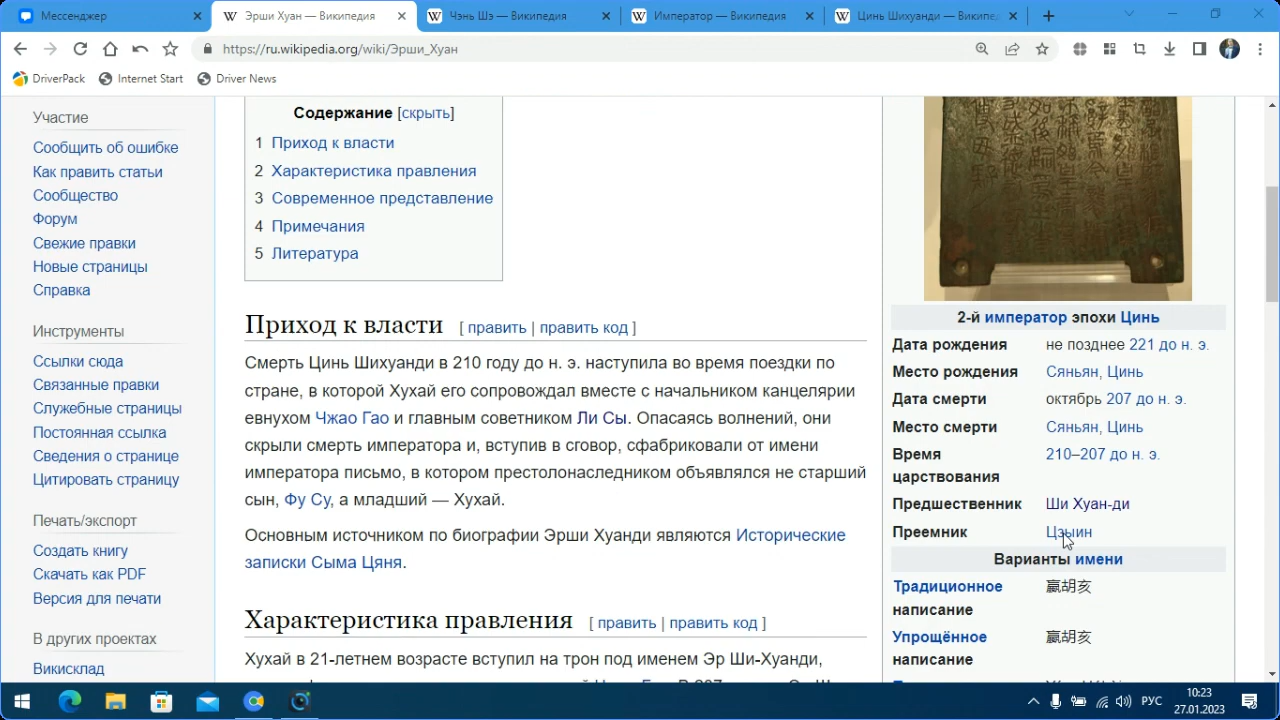 Мессенджер
Эрши Хуан — Википедия
Чэнь Шэ — Википедия
Император — Википедия
Цинь Шихуанди — Википед
https://ru.wikipedia.org/wiki/Эрши_Хуан
DriverPack
Internet Start
Driver News
Участие
Сообщить об ошибке
Как править статьи
Сообщество
Форум
Свежие правки
Новые страницы
Справка
Инструменты
Ссылки сюда
Связанные правки
Служебные страницы
Постоянная ссылка
Сведения о странице
Цитировать страницу
Печать/экспорт
Создать книгу
Скачать как PDF
Версия для печати
В других проектах
Викисклад
Содержание [скрыть]
1 Приход к власти
2 Характеристика правления
3 Современное представление
4 Примечания
5 Литература
Приход к власти [ править | править код ]
Смерть Цинь Шихуанди в 210 году до н. э. наступила во время поездки по
стране, в которой Хухай его сопровождал вместе с начальником канцелярии
евнухом Чжао Гао и главным советником Ли Сы. Опасаясь волнений, они
скрыли смерть императора и, вступив в сговор, сфабриковали от имени
императора письмо, в котором престолонаследником объявлялся не старший
сын, Фу Су, а младший — Хухай.
Основным источником по биографии Эрши Хуанди являются Исторические
записки Сыма Цяня.
Характеристика правления [ править | править код ]
Хухай в 21-летнем возрасте вступил на трон под именем Эр Ши-Хуанди,
2-й император эпохи Цинь
Дата рождения не позднее 221 до н. э.
Место рождения Сяньян, Цинь
Дата смерти октябрь 207 до н. э.
Место смерти Сяньян, Цинь
Время царствования 210–207 до н. э.
Предшественник Ши Хуан-ди
Преемник Цзыин
Варианты имени
Традиционное написание 嬴胡亥
Упрощённое написание 嬴胡亥
РУС
10:23
27.01.2023